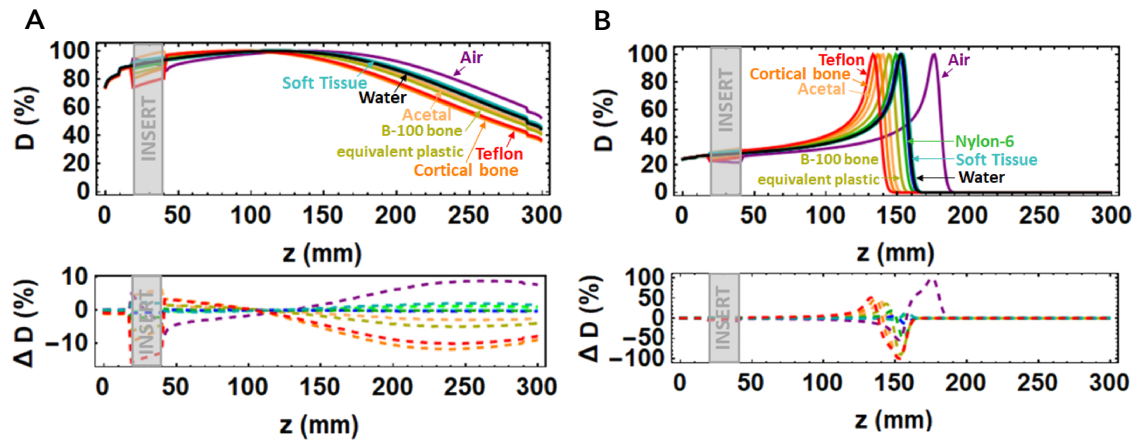 A
D (%)
100
80
60
40
20
0
INSERT
Air
Soft Tissue
Water
Acetal
B-100 bone
equivalent plastic
Teflon
Cortical bone
0 50 100 150 200 250 300
z (mm)
Δ D (%)
10
0
−10
INSERT
0 50 100 150 200 250 300
z (mm)
B
D (%)
100
80
60
40
20
0
INSERT
Teflon
Air
Cortical bone
Acetal
Nylon-6
B-100 bone
Soft Tissue
equivalent plastic
Water
0 50 100 150 200 250 300
z (mm)
Δ D (%)
100
50
0
−50
−100
INSERT
0 50 100 150 200 250 300
z (mm)